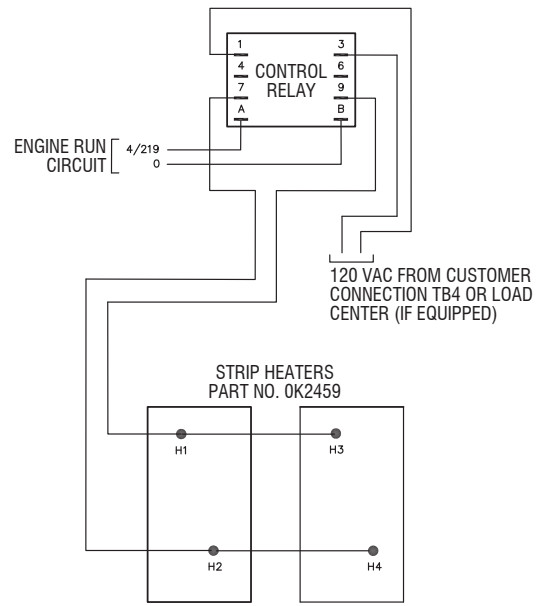 1 3
4 6
CONTROL
RELAY
7 9
A B
ENGINE RUN
CIRCUIT
4/219
0
120 VAC FROM CUSTOMER
CONNECTION TB4 OR LOAD
CENTER (IF EQUIPPED)
STRIP HEATERS
PART NO. 0K2459
H1 H3
H2 H4